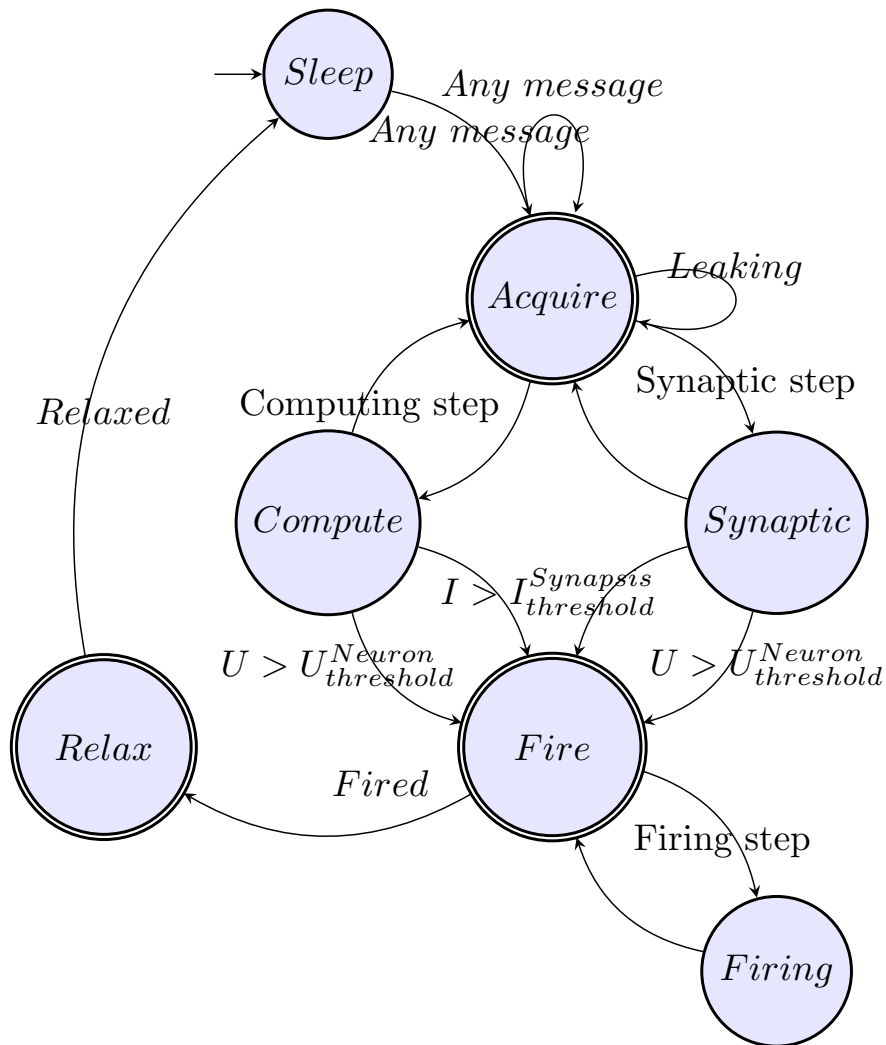 Sleep
Any message
Any message
Leaking
Acquire
Synaptic step
Computing step
Relaxed
Compute
Synaptic
I > I^{Synapsis}_{threshold}
U > U^{Neuron}_{threshold}
U > U^{Neuron}_{threshold}
Relax
Fire
Fired
Firing step
Firing